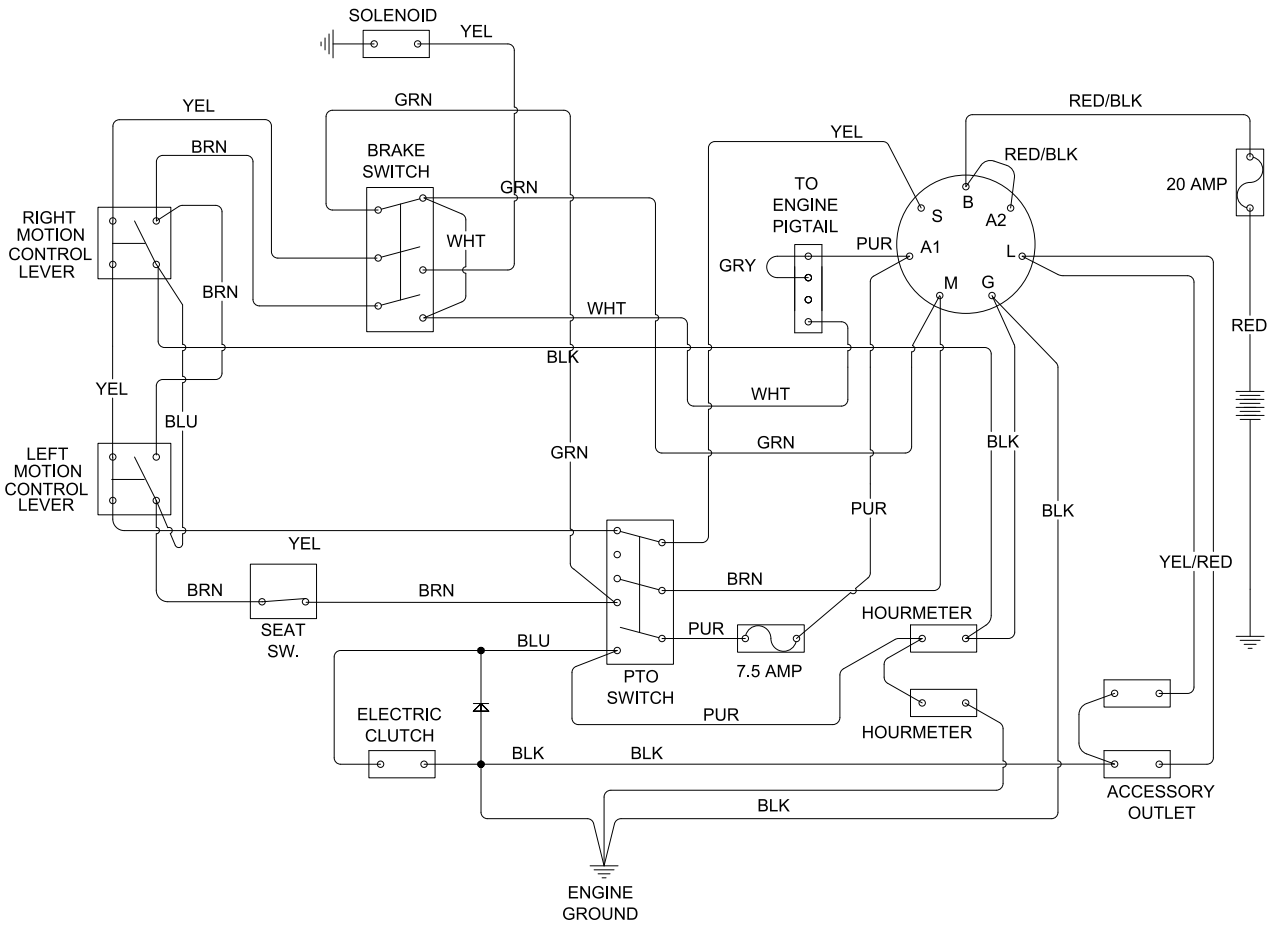 SOLENOID
YEL
GRN
RED/BLK
YEL
YEL
BRN
BRAKE
SWITCH
RED/BLK
TO
ENGINE
PIGTAIL
20 AMP
GRN
B
S
A2
RIGHT
MOTION
CONTROL
LEVER
WHT
PUR
A1
L
GRY
BRN
M
G
WHT
RED
BLK
YEL
WHT
BLU
GRN
BLK
LEFT
MOTION
CONTROL
LEVER
GRN
PUR
BLK
YEL
YEL/RED
BRN
BRN
BRN
HOURMETER
SEAT
SW.
BLU
PUR
7.5 AMP
PTO
SWITCH
PUR
ELECTRIC
CLUTCH
HOURMETER
BLK
BLK
ACCESSORY
OUTLET
BLK
ENGINE
GROUND